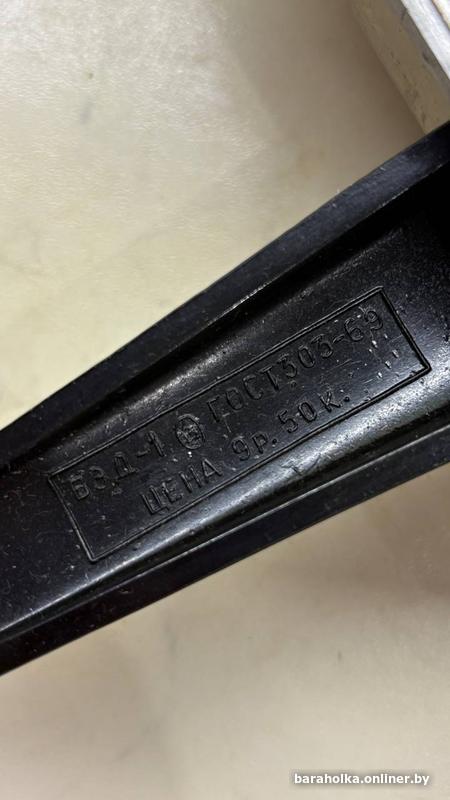 БЗД-1 ГОСТ303-69
ЦЕНА 9р. 50к.
baraholka.onliner.by